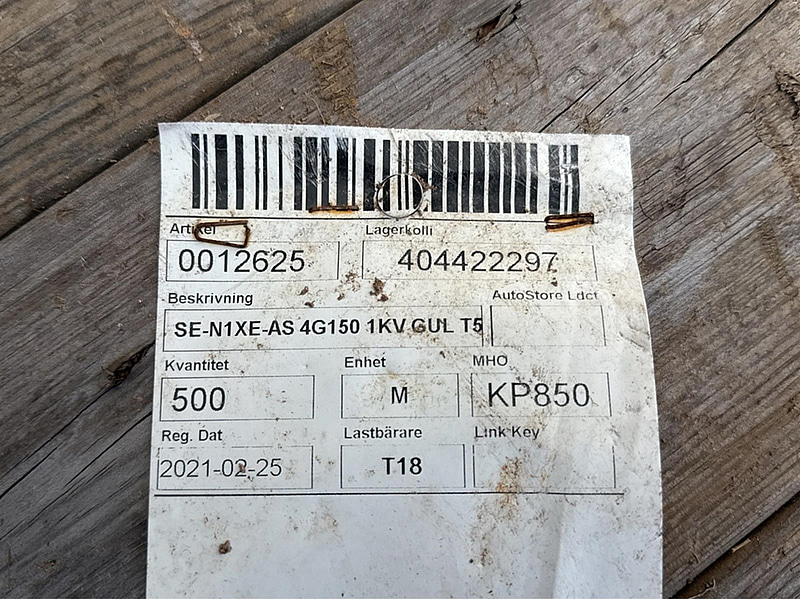 Artikel Lagerkolli
0012625 404422297
Beskrivning AutoStore Ldct
SE-N1XE-AS 4G150 1KV GUL T5
Kvantitet Enhet MHO
500 M KP850
Reg. Dat Lastbärare Link Key
2021-02-25 T18